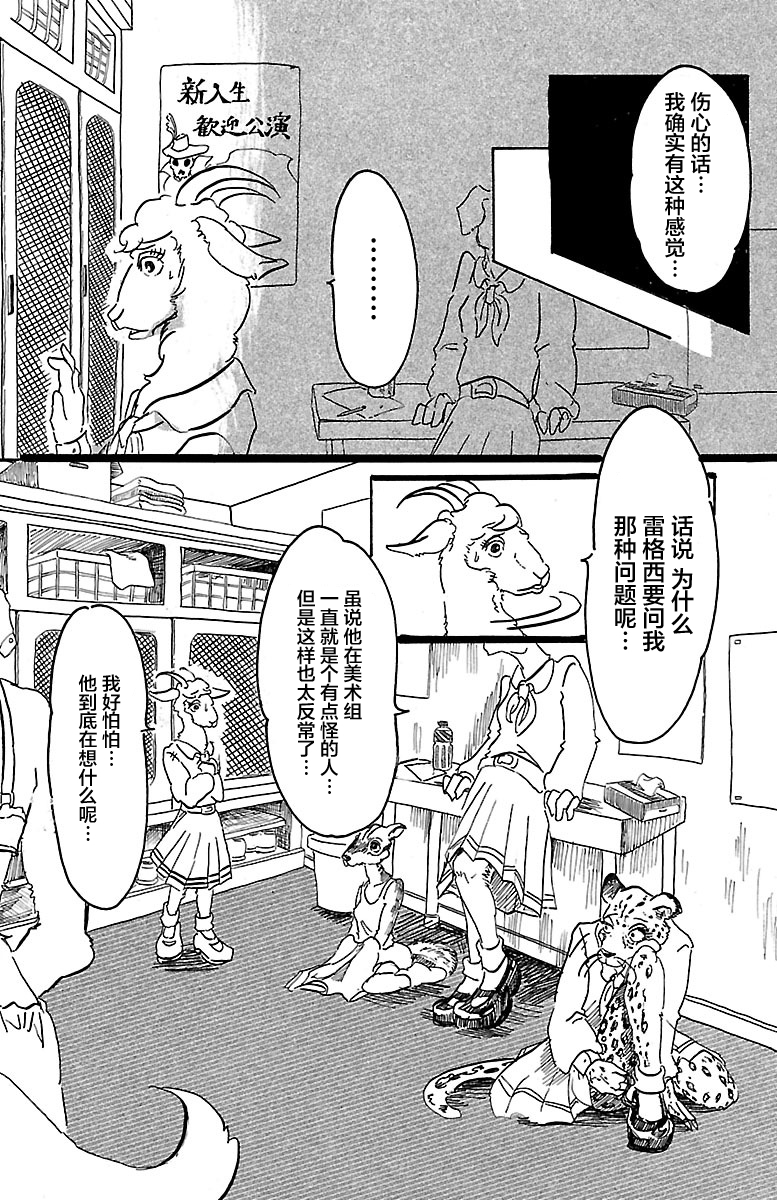 伤心的话…
我确实有这种感觉…
………
新入生
歓迎公演
话说 为什么
雷格西要问我
那种问题呢…
虽说他在美术组
一直就是个有点怪的人…
但是这样也太反常了…
我好怕怕…
他到底在想什么呢…